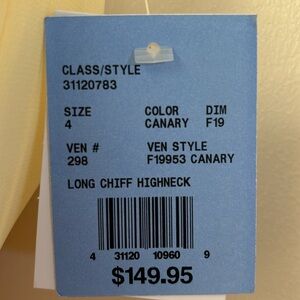 CLASS/STYLE
31120783
SIZE COLOR DIM
4 CANARY F19
VEN # VEN STYLE
298 F19953 CANARY
LONG CHIFF HIGHNECK
4 31120 10960 9
$149.95